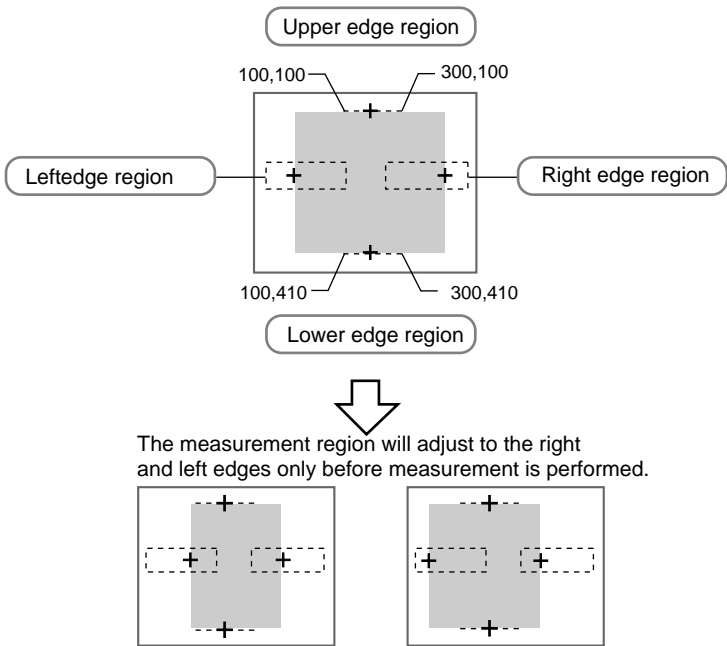 Upper edge region
100,100
300,100
Leftedge region
Right edge region
100,410
300,410
Lower edge region
The measurement region will adjust to the right
and left edges only before measurement is performed.